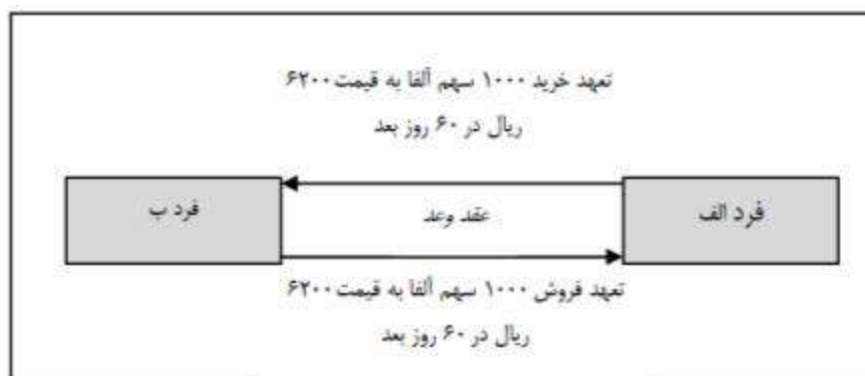 تعهد خرید ۱۰۰۰ سهم آلفا به قیمت ۶۲۰۰
ریال در ۶۰ روز بعد
فرد الف
عقد وعد
فرد ب
تعهد فروش ۱۰۰۰ سهم آلفا به قیمت ۶۲۰۰
ریال در ۶۰ روز بعد